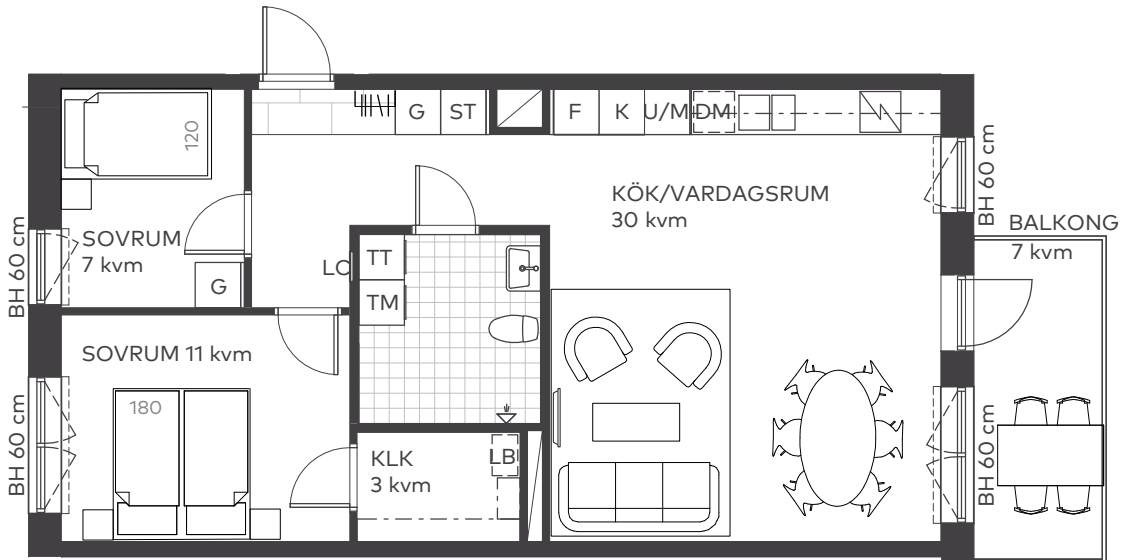 G
ST
F
K
U/M
DM
120
KÖK/VARDAGSRUM
30 kvm
BH 60 cm
BALKONG
7 kvm
SOVRUM
7 kvm
BH 60 cm
G
LC
TT
TM
SOVRUM 11 kvm
180
BH 60 cm
KLK
3 kvm
LB
BH 60 cm